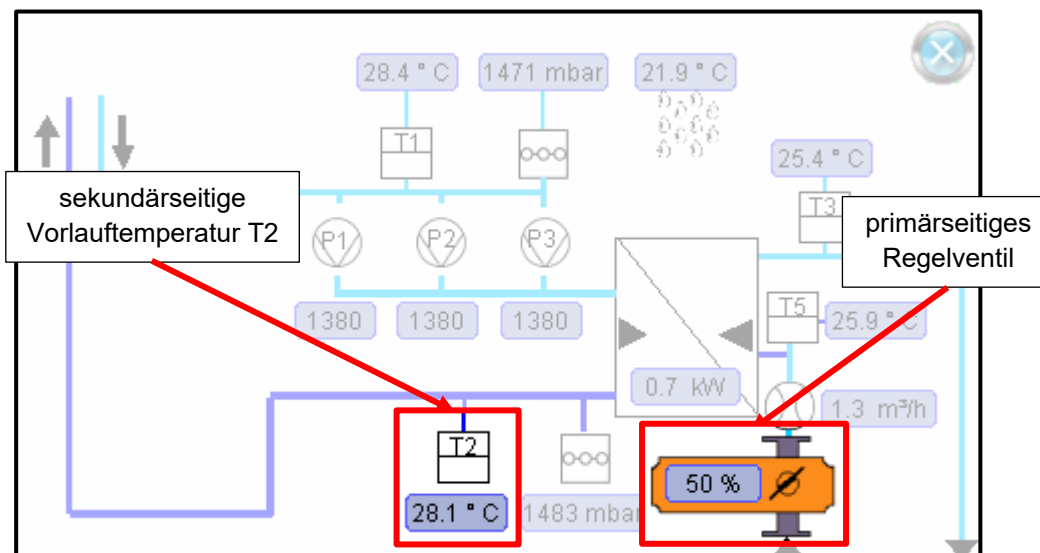 28.4 ° C
1471 mbar
21.9 ° C
T1
25.4 ° C
T3
sekundärseitige
Vorlauftemperatur T2
primärseitiges
Regelventil
P1
P2
P3
T5
1380
1380
1380
25.9 ° C
0.7 kW
1.3 m³/h
T2
50 %
28.1 ° C
1483 mbar